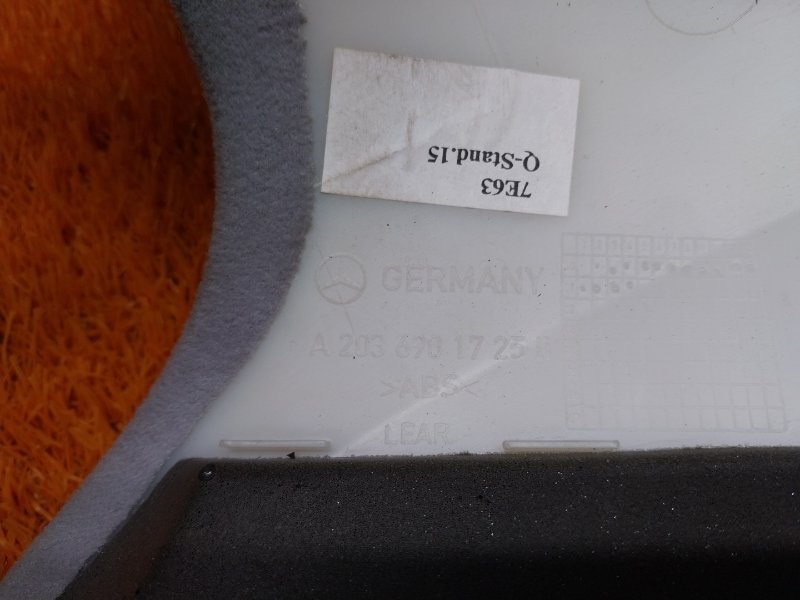 7E63
Q-Stand.15
GERMANY
A 203 690 17 25
>ABS<
LEAR